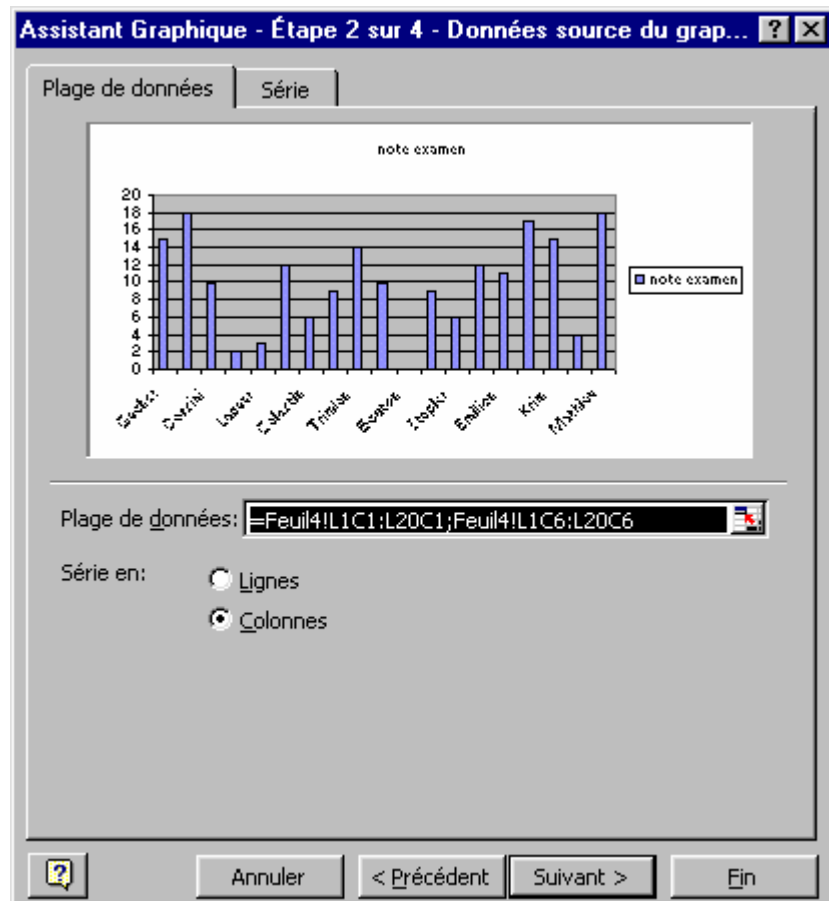 Assistant Graphique - Étape 2 sur 4 - Données source du grap...
Plage de données
Série
note examen
20
18
16
14
12
10
8
6
4
2
0
note examen
Plage de données:
=Feuil4!L1C1:L20C1;Feuil4!L1C6:L20C6
Série en:
Lignes
Colonnes
Annuler
< Précédent
Suivant >
Fin